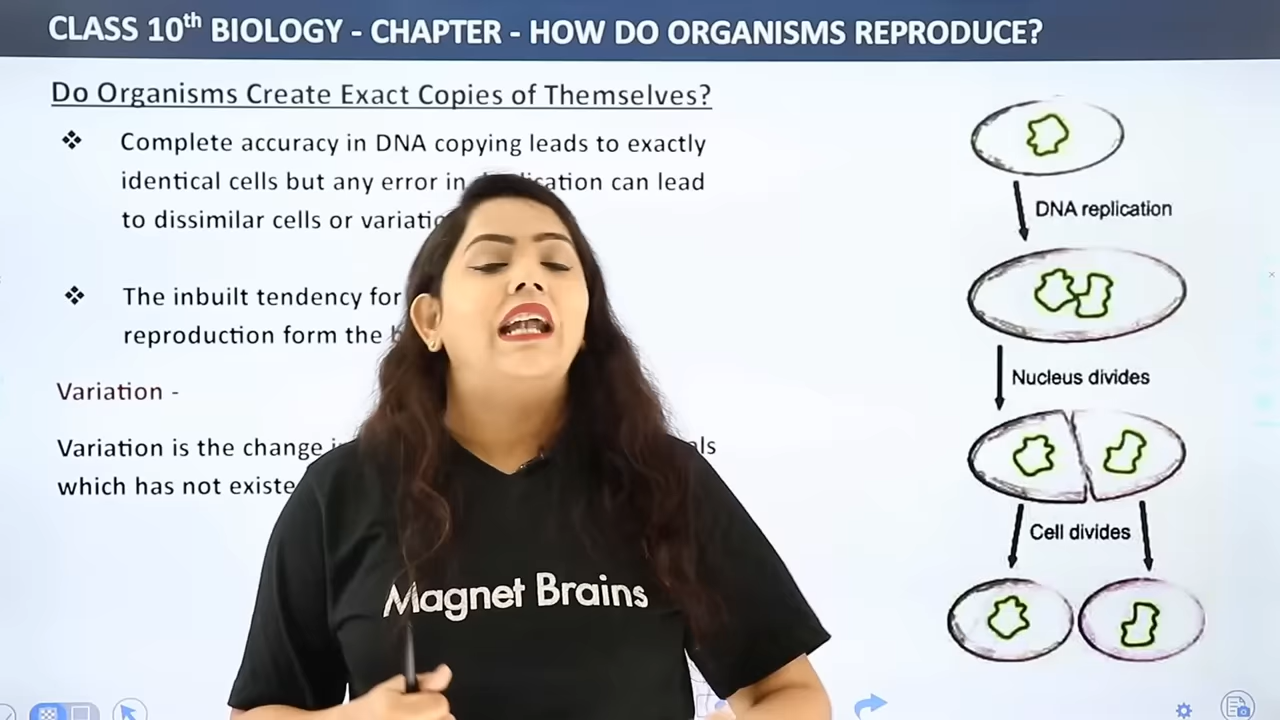 CLASS 10th BIOLOGY - CHAPTER - HOW DO ORGANISMS REPRODUCE?
Do Organisms Create Exact Copies of Themselves?
❖ Complete accuracy in DNA copying leads to exactly
identical cells but any error in can lead
to dissimilar cells or
❖ The inbuilt tendency for
reproduction form the
Variation -
Variation is the change
which has not
DNA replication
Nucleus divides
Cell divides
Magnet Brains